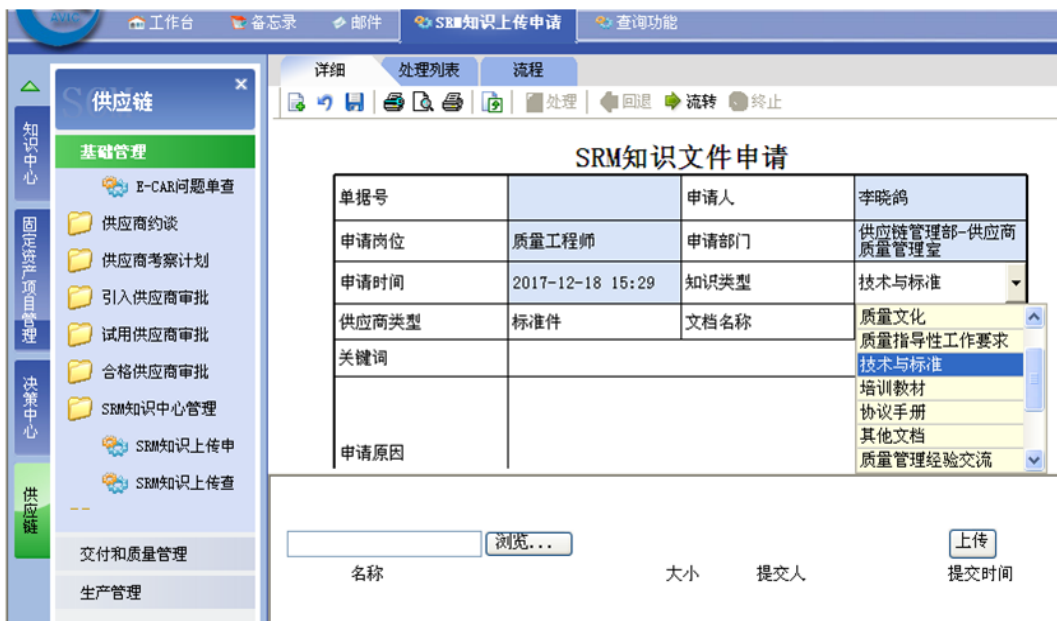 AVIC
工作台 备忘录 邮件 SRM知识上传申请 查询功能
知识中心
固定资产项目管理
决策中心
供应链
供应链 ×
基础管理
E-CAR问题单查
供应商约谈
供应商考察计划
引入供应商审批
试用供应商审批
合格供应商审批
SRM知识中心管理
SRM知识上传申
SRM知识上传查
交付和质量管理
生产管理
详细 处理列表 流程
处理 回退 流转 终止
SRM知识文件申请
单据号 申请人 李晓鸽
申请岗位 质量工程师 申请部门 供应链管理部-供应商
质量管理室
申请时间 2017-12-18 15:29 知识类型 技术与标准
供应商类型 标准件 文档名称
关键词
申请原因
质量文化
质量指导性工作要求
技术与标准
培训教材
协议手册
其他文档
质量管理经验交流
浏览... 上传
名称 大小 提交人 提交时间